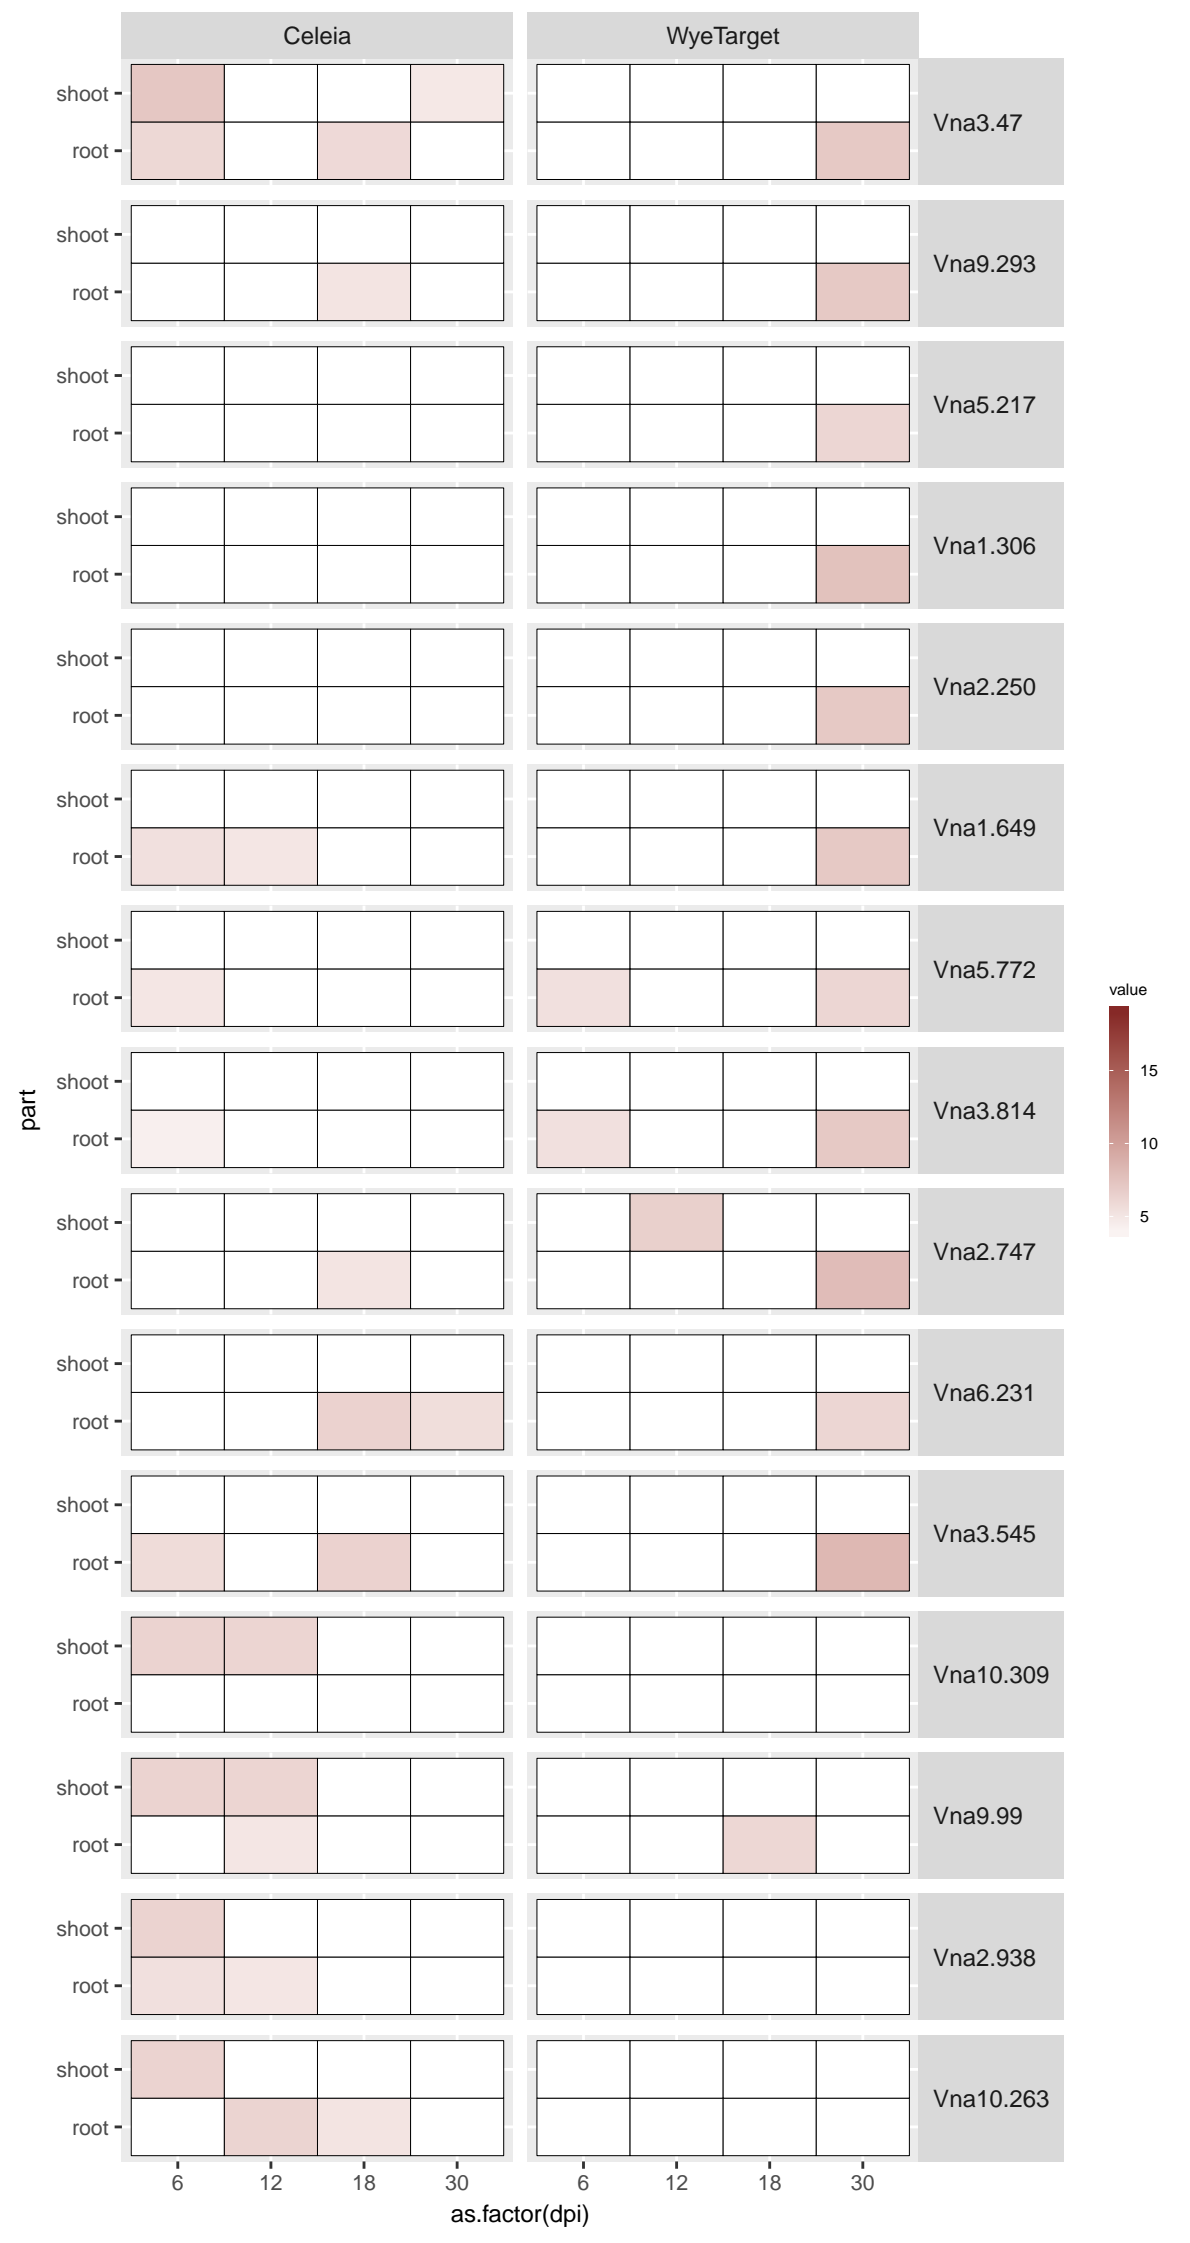 Celeia
WyeTarget
shoot
root
Vna3.47
shoot
root
Vna9.293
shoot
root
Vna5.217
shoot
root
Vna1.306
shoot
root
Vna2.250
shoot
root
Vna1.649
shoot
root
Vna5.772
shoot
root
Vna3.814
shoot
root
Vna2.747
shoot
root
Vna6.231
shoot
root
Vna3.545
shoot
root
Vna10.309
shoot
root
Vna9.99
shoot
root
Vna2.938
shoot
root
Vna10.263
6 12 18 30
6 12 18 30
as.factor(dpi)
part
value
15
10
5